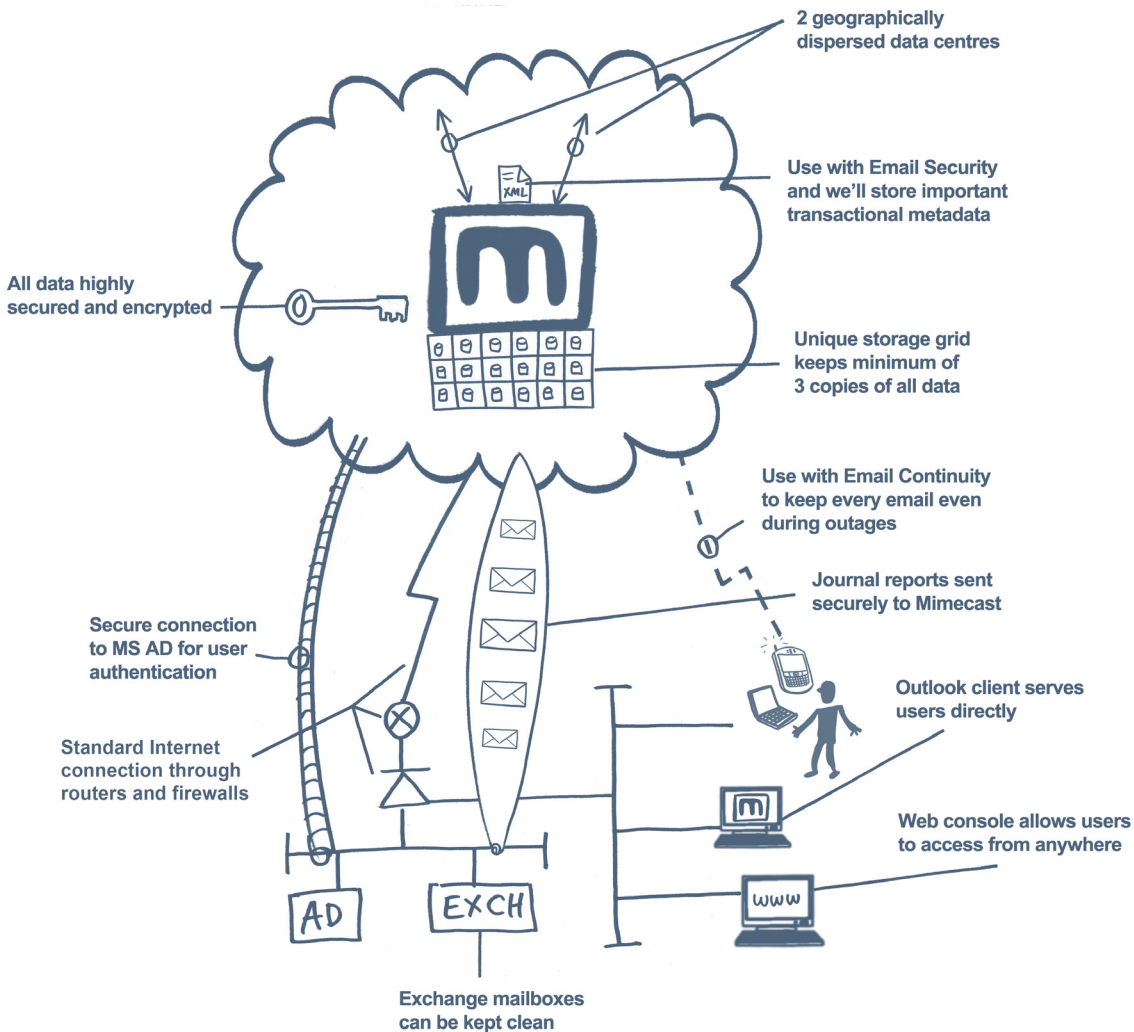 2 geographically
dispersed data centres
XML
Use with Email Security
and we'll store important
transactional metadata
m
All data highly
secured and encrypted
Unique storage grid
keeps minimum of
3 copies of all data
Use with Email Continuity
to keep every email even
during outages
Journal reports sent
securely to Mimecast
Secure connection
to MS AD for user
authentication
Outlook client serves
users directly
Standard Internet
connection through
routers and firewalls
m
Web console allows users
to access from anywhere
www
AD
EXCH
Exchange mailboxes
can be kept clean